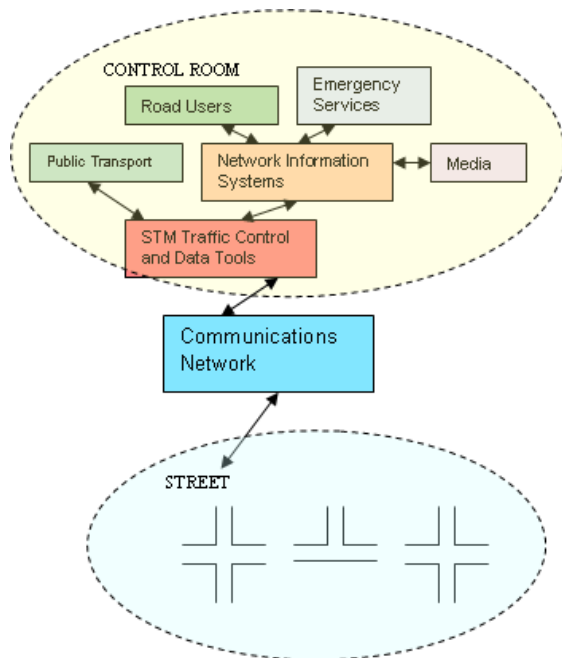 CONTROL ROOM
Emergency
Services
Road Users
Public Transport
Network Information
Systems
Media
STM Traffic Control
and Data Tools
Communications
Network
STREET